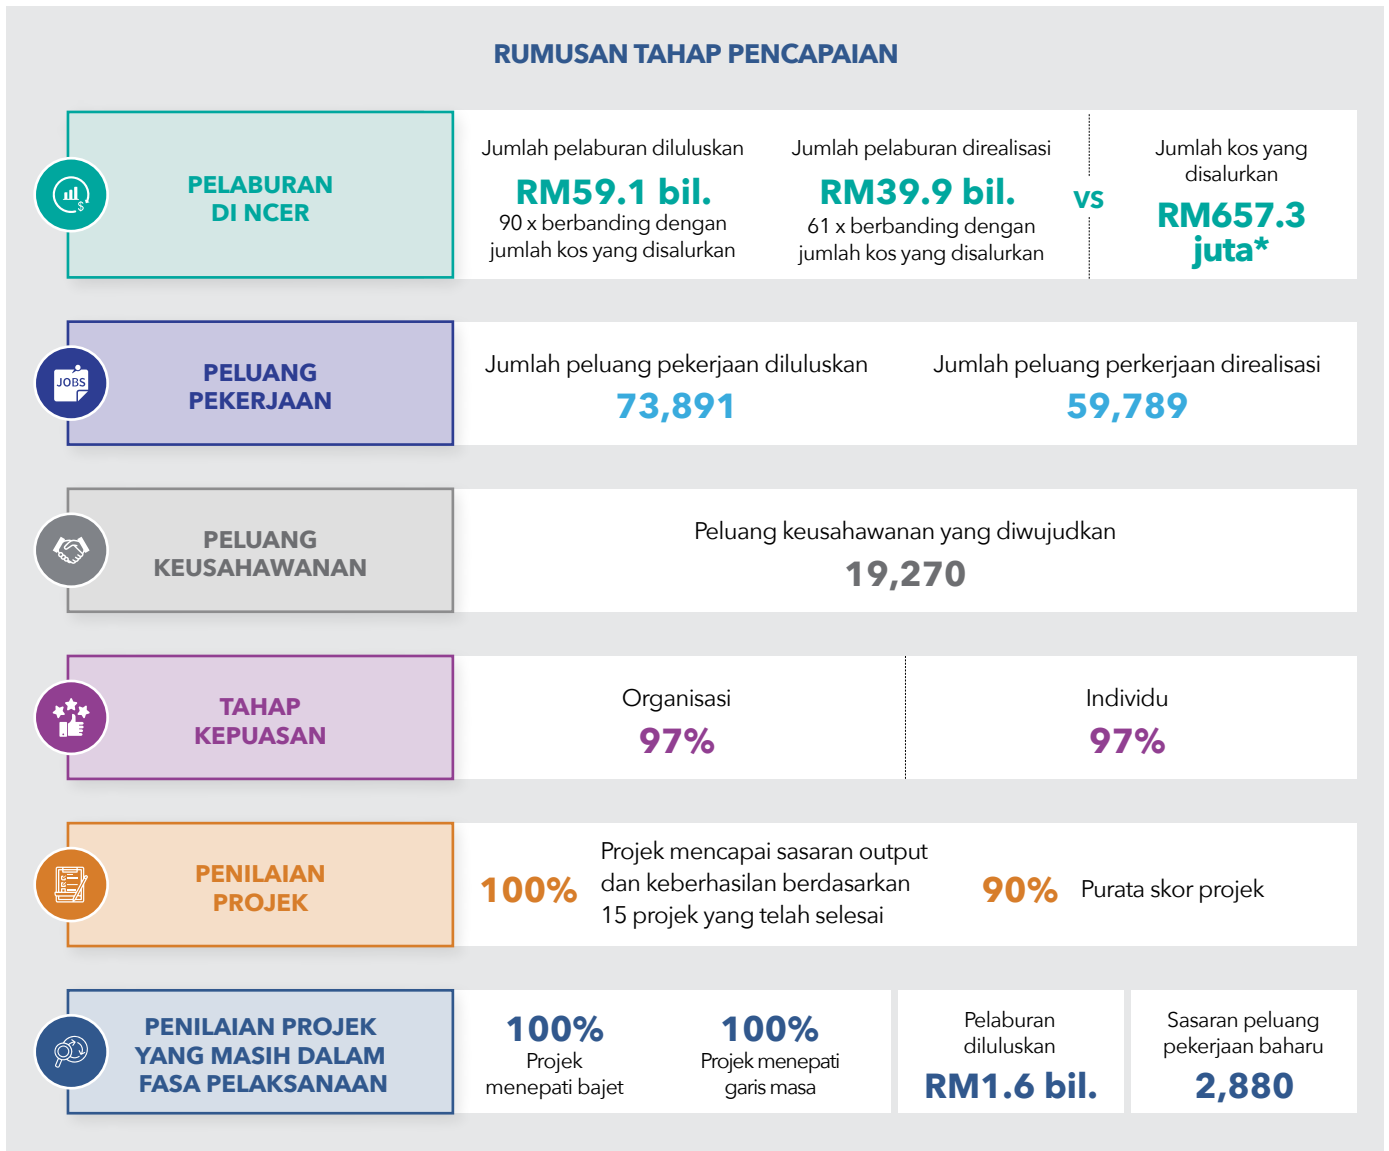 RUMUSAN TAHAP PENCAPAIAN
PELABURAN
DI NCER
Jumlah pelaburan diluluskan
RM59.1 bil.
90 x berbanding dengan
jumlah kos yang disalurkan
Jumlah pelaburan direalisasi
RM39.9 bil.
61 x berbanding dengan
jumlah kos yang disalurkan
VS
Jumlah kos yang
disalurkan
RM657.3
juta*
JOBS
PELUANG
PEKERJAAN
Jumlah peluang pekerjaan diluluskan
73,891
Jumlah peluang perkerjaan direalisasi
59,789
PELUANG
KEUSAHAWANAN
Peluang keusahawanan yang diwujudkan
19,270
TAHAP
KEPUASAN
Organisasi
97%
Individu
97%
PENILAIAN
PROJEK
100%
Projek mencapai sasaran output
dan keberhasilan berdasarkan
15 projek yang telah selesai
90%
Purata skor projek
PENILAIAN PROJEK
YANG MASIH DALAM
FASA PELAKSANAAN
100%
Projek
menepati bajet
100%
Projek menepati
garis masa
Pelaburan
diluluskan
RM1.6 bil.
Sasaran peluang
pekerjaan baharu
2,880